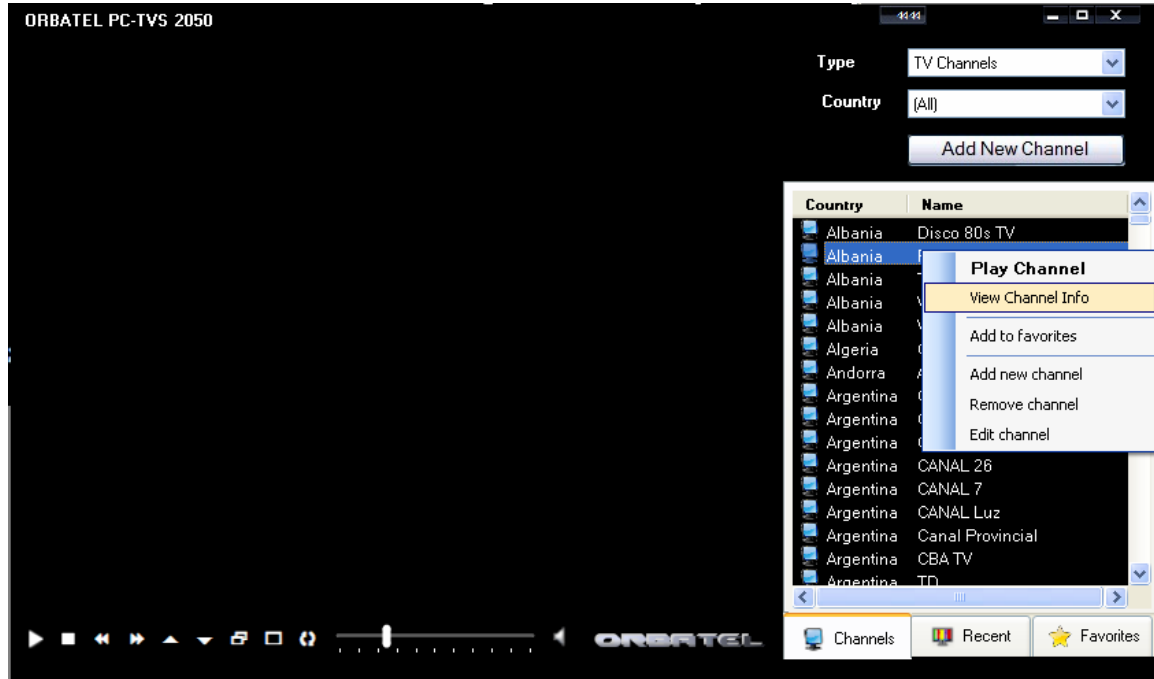 ORBATEL PC-TVS 2050
Type TV Channels
Country (All)
Add New Channel
Country Name
Albania Disco 80s TV
Albania
Albania
Albania
Albania
Algeria
Andorra
Argentina
Argentina
Argentina
Play Channel
View Channel Info
Add to favorites
Add new channel
Remove channel
Edit channel
Argentina CANAL 26
Argentina CANAL 7
Argentina CANAL Luz
Argentina Canal Provincial
Argentina CBA TV
Argentina TD
ORBATEL
Channels Recent Favorites